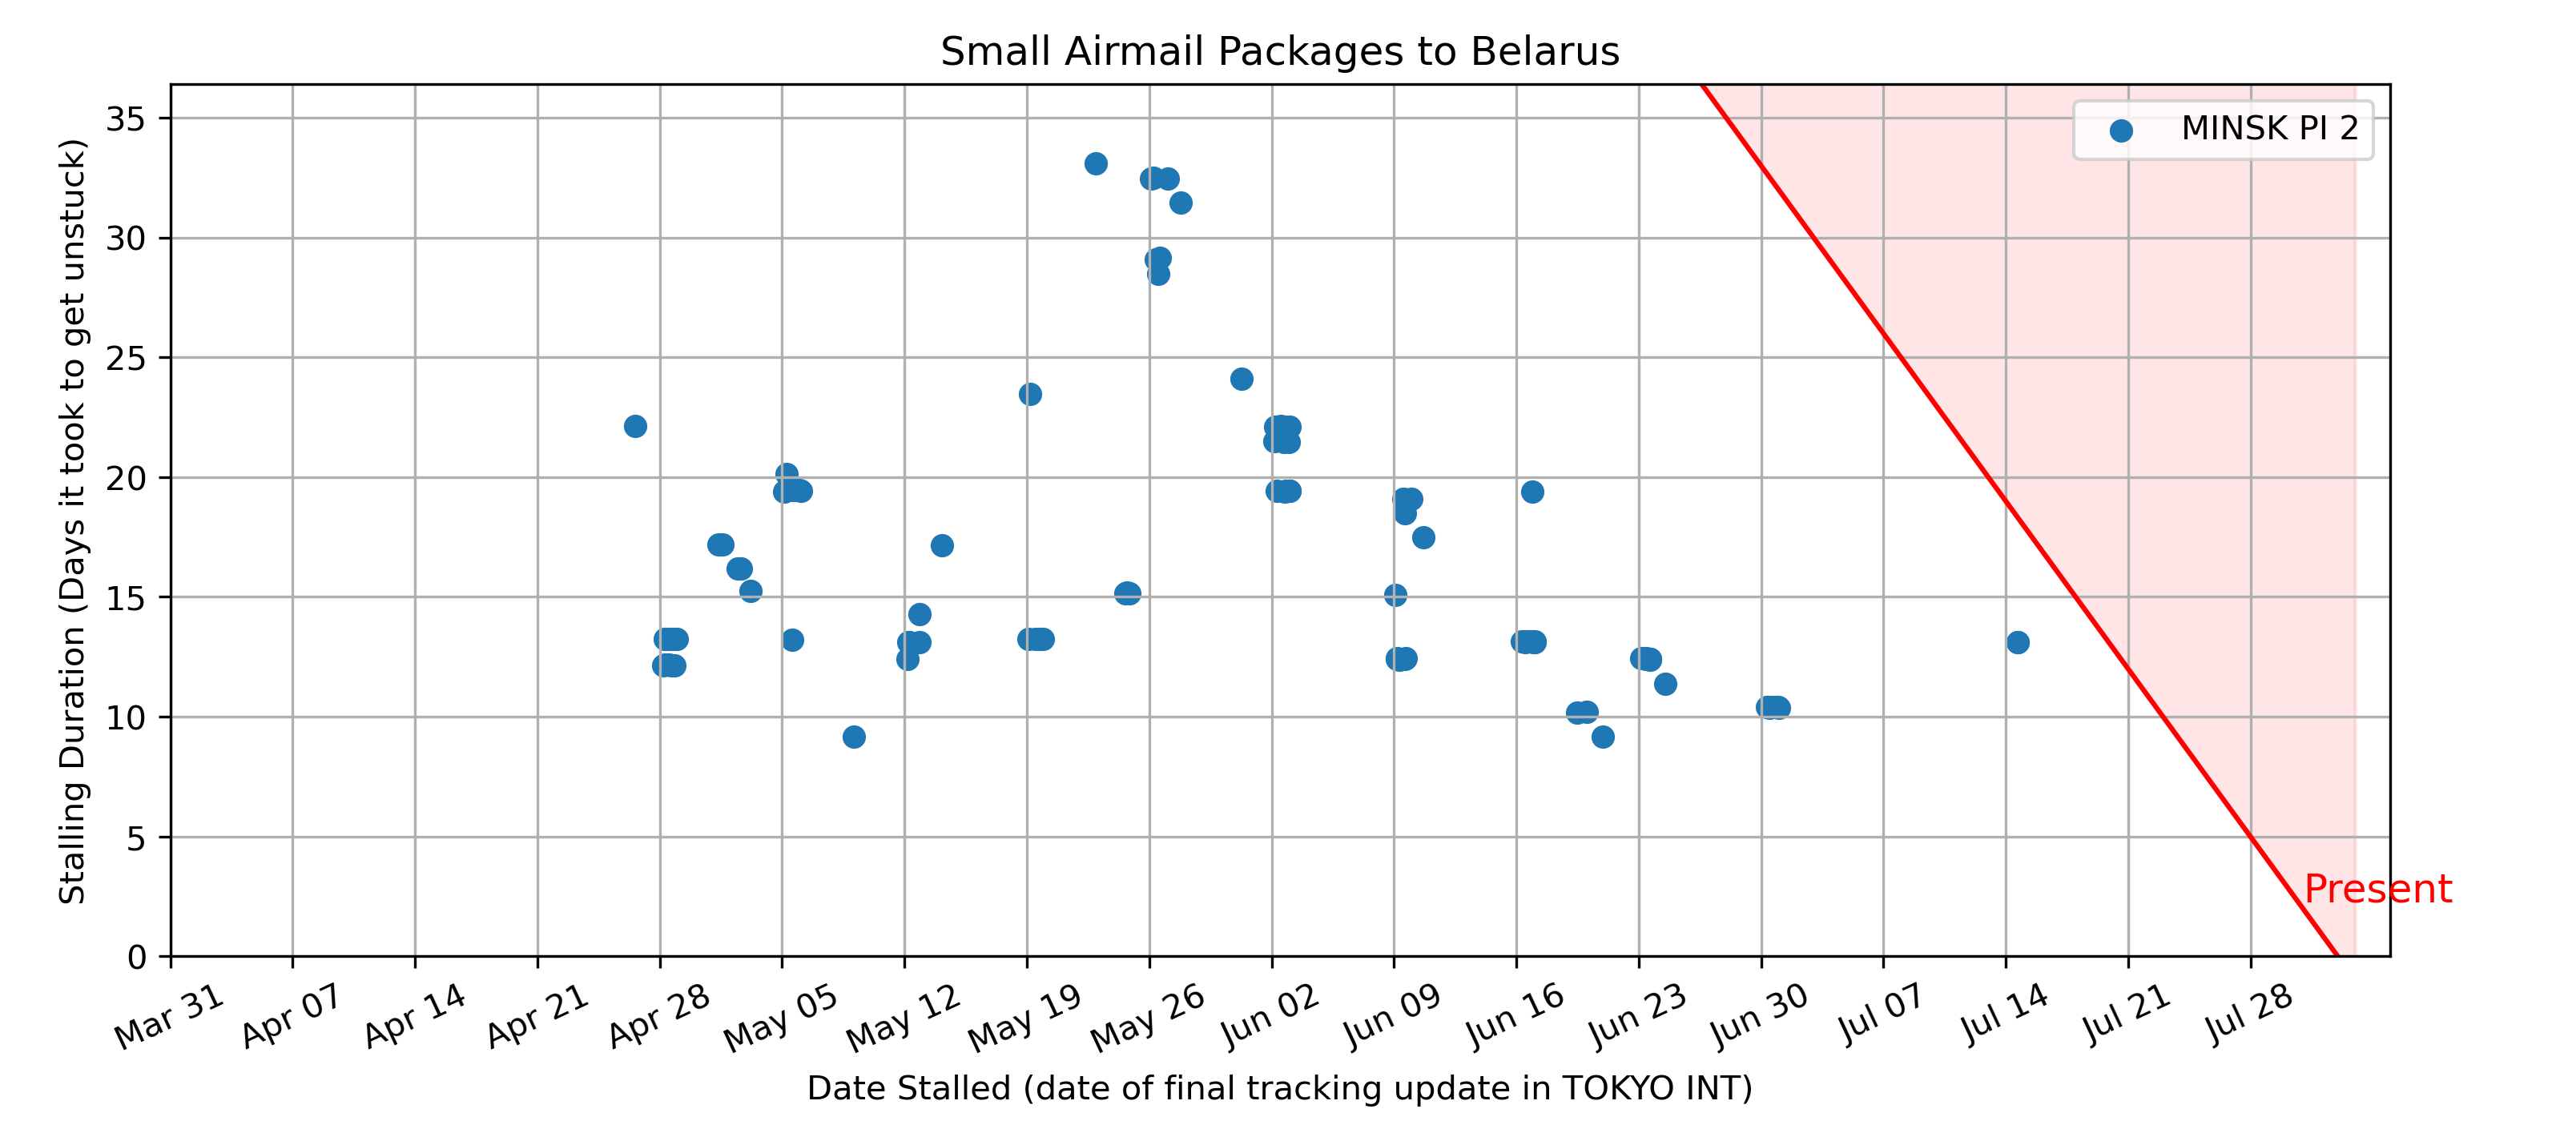 Small Airmail Packages to Belarus
Stalling Duration (Days it took to get unstuck)
35
30
25
20
15
10
5
0
MINSK PI 2
Present
Mar 31
Apr 07
Apr 14
Apr 21
Apr 28
May 05
May 12
May 19
May 26
Jun 02
Jun 09
Jun 16
Jun 23
Jun 30
Jul 07
Jul 14
Jul 21
Jul 28
Date Stalled (date of final tracking update in TOKYO INT)